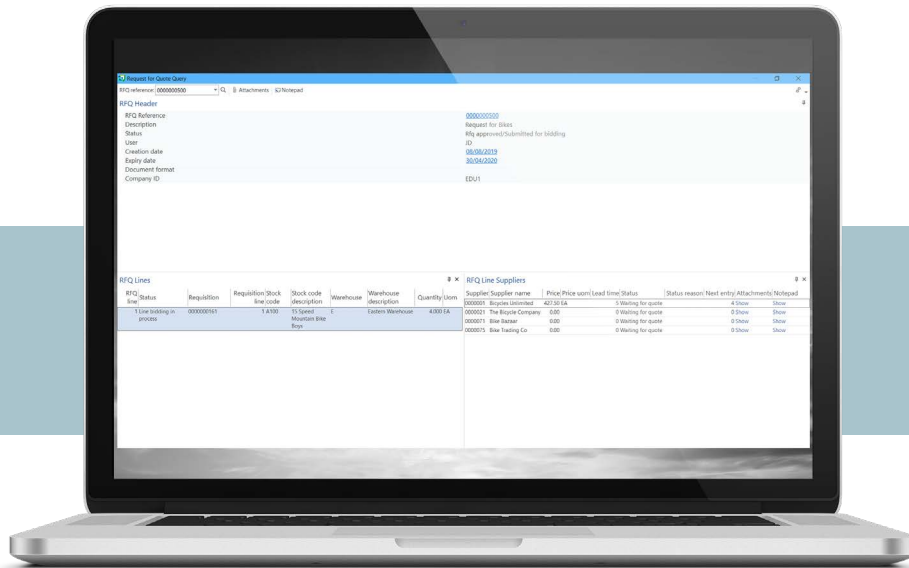 Request for Quote Query
RFQ reference: 0000000500 Attachments Notepad
RFQ Header
RFQ Reference 0000000500
Description Request for Bikes
Status Rfq approved/Submitted for bidding
User JD
Creation date 08/08/2019
Expiry date 30/04/2020
Document format
Company ID EDU1
RFQ Lines
RFQ line Status Requisition Requisition line Stock code Stock code description Warehouse Warehouse description Quantity Uom
1 Line bidding in process 0000000161 1 A100 15 Speed Mountain Bike Boys E Eastern Warehouse 4.000 EA
RFQ Line Suppliers
Supplier Supplier name Price Price uom Lead time Status Status reason Next entry Attachments Notepad
0000001 Bicycles Unlimited 427.50 EA 5 Waiting for quote 4 Show Show
0000021 The Bicycle Company 0.00 0 Waiting for quote 0 Show Show
0000071 Bike Bazaar 0.00 0 Waiting for quote 0 Show Show
0000075 Bike Trading Co 0.00 0 Waiting for quote 0 Show Show